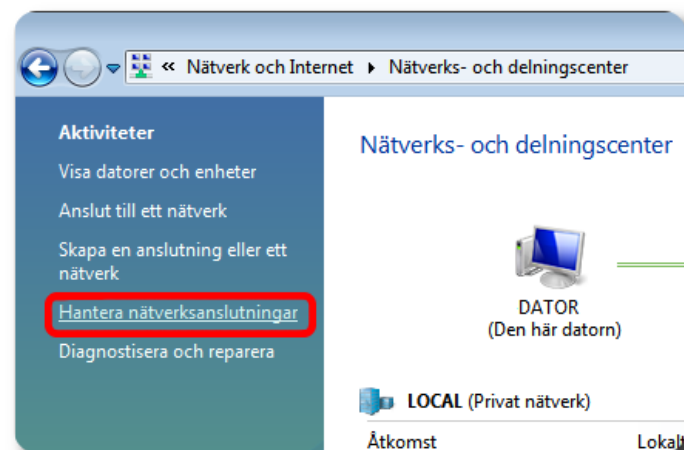 « Nätverk och Internet ▸ Nätverks- och delningscenter
Aktiviteter
Visa datorer och enheter
Anslut till ett nätverk
Skapa en anslutning eller ett
nätverk
Hantera nätverksanslutningar
Diagnostisera och reparera
Nätverks- och delningscenter
DATOR
(Den här datorn)
LOCAL (Privat nätverk)
Åtkomst